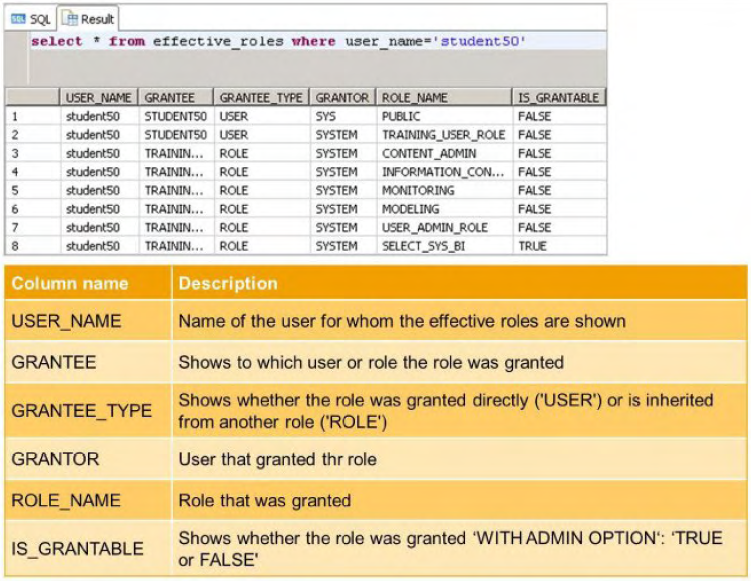 SQL Result
select * from effective_roles where user_name='student50'
USER_NAME GRANTEE GRANTEE_TYPE GRANTOR ROLE_NAME IS_GRANTABLE
1 student50 STUDENT50 USER SYS PUBLIC FALSE
2 student50 STUDENT50 USER SYSTEM TRAINING_USER_ROLE FALSE
3 student50 TRAININ... ROLE SYSTEM CONTENT_ADMIN FALSE
4 student50 TRAININ... ROLE SYSTEM INFORMATION_CON... FALSE
5 student50 TRAININ... ROLE SYSTEM MONITORING FALSE
6 student50 TRAININ... ROLE SYSTEM MODELING FALSE
7 student50 TRAININ... ROLE SYSTEM USER_ADMIN_ROLE FALSE
8 student50 TRAININ... ROLE SYSTEM SELECT_SYS_BI TRUE
Column name Description
USER_NAME Name of the user for whom the effective roles are shown
GRANTEE Shows to which user or role the role was granted
GRANTEE_TYPE Shows whether the role was granted directly ('USER') or is inherited
from another role ('ROLE')
GRANTOR User that granted thr role
ROLE_NAME Role that was granted
IS_GRANTABLE Shows whether the role was granted 'WITH ADMIN OPTION': 'TRUE
or FALSE'